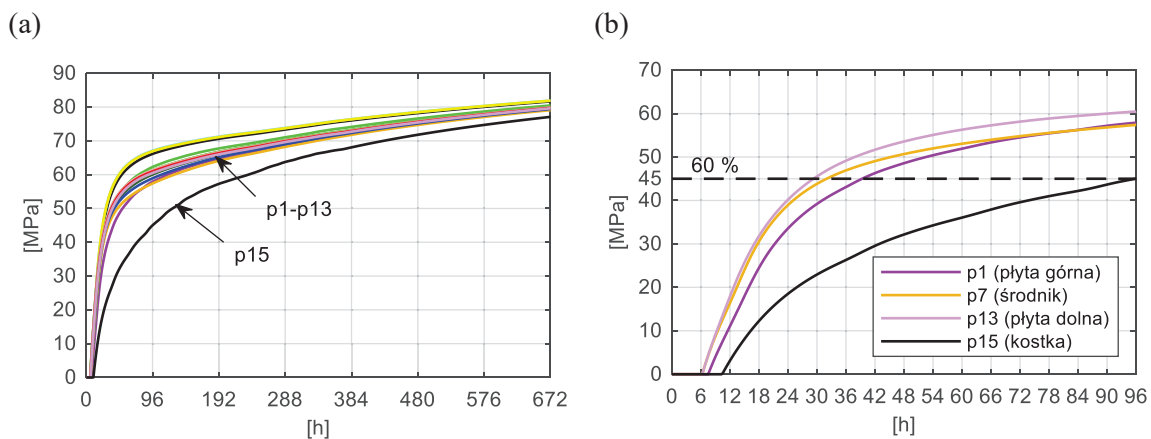 (a)
90
80
70
60
50
40
30
20
10
0
[MPa]
p1-p13
p15
0 96 192 288 384 480 576 672
[h]
(b)
70
60
50
45
40
30
20
10
0
[MPa]
60 %
p1 (płyta górna)
p7 (środnik)
p13 (płyta dolna)
p15 (kostka)
0 6 12 18 24 30 36 42 48 54 60 66 72 78 84 90 96
[h]